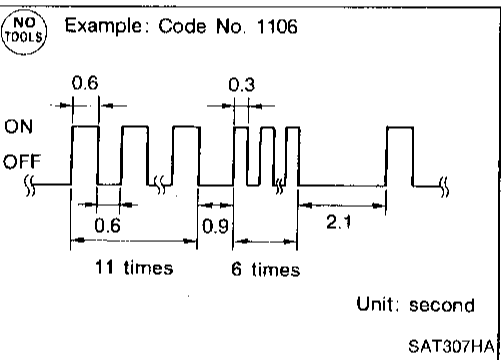 NO
TOOLS
Example: Code No. 1106
0.6
0.3
ON
OFF
0.6
0.9
2.1
11 times
6 times
Unit: second
SAT307HA